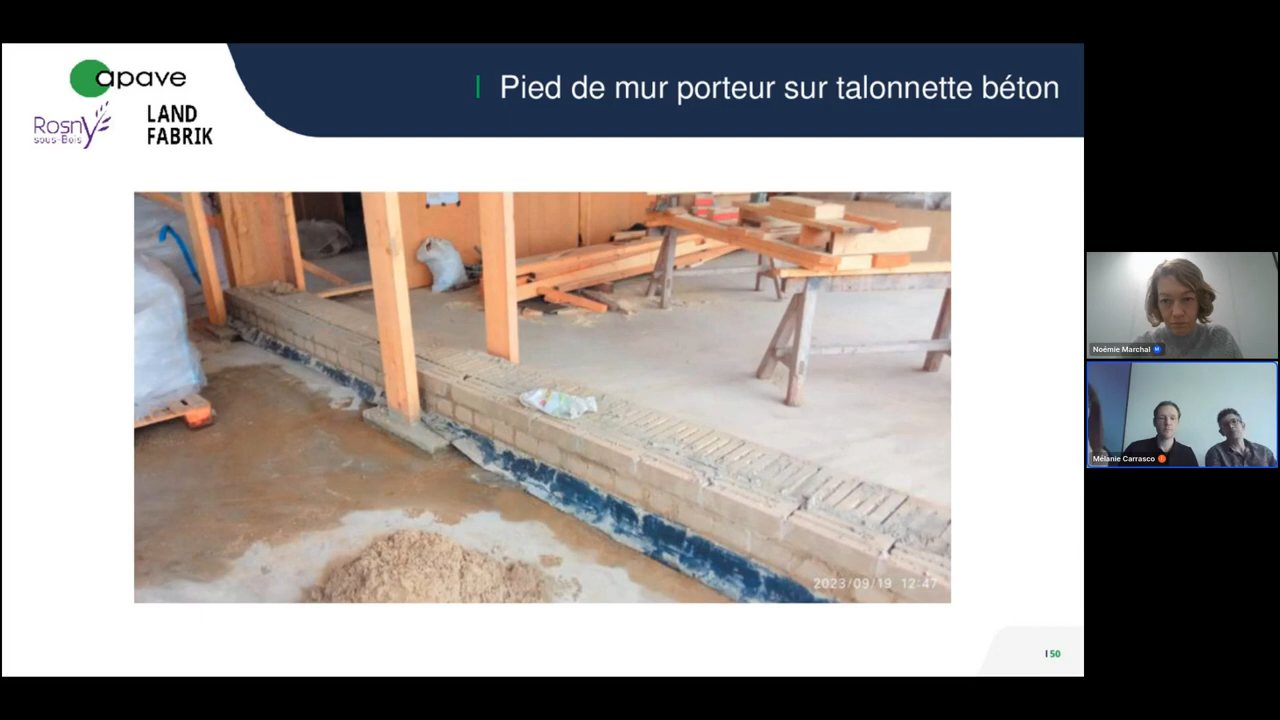 apave
Rosny
sous-Bois
LAND
FABRIK
Pied de mur porteur sur talonnette béton
2023/09/19 12:47
50
Noémie Marchal M
Mélanie Carrasco